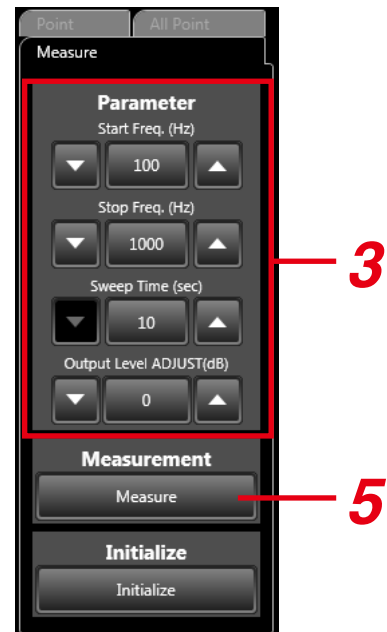 Point All Point
Measure
Parameter
Start Freq. (Hz)
100
Stop Freq. (Hz)
1000
3
Sweep Time (sec)
10
Output Level ADJUST(dB)
0
Measurement
Measure
5
Initialize
Initialize